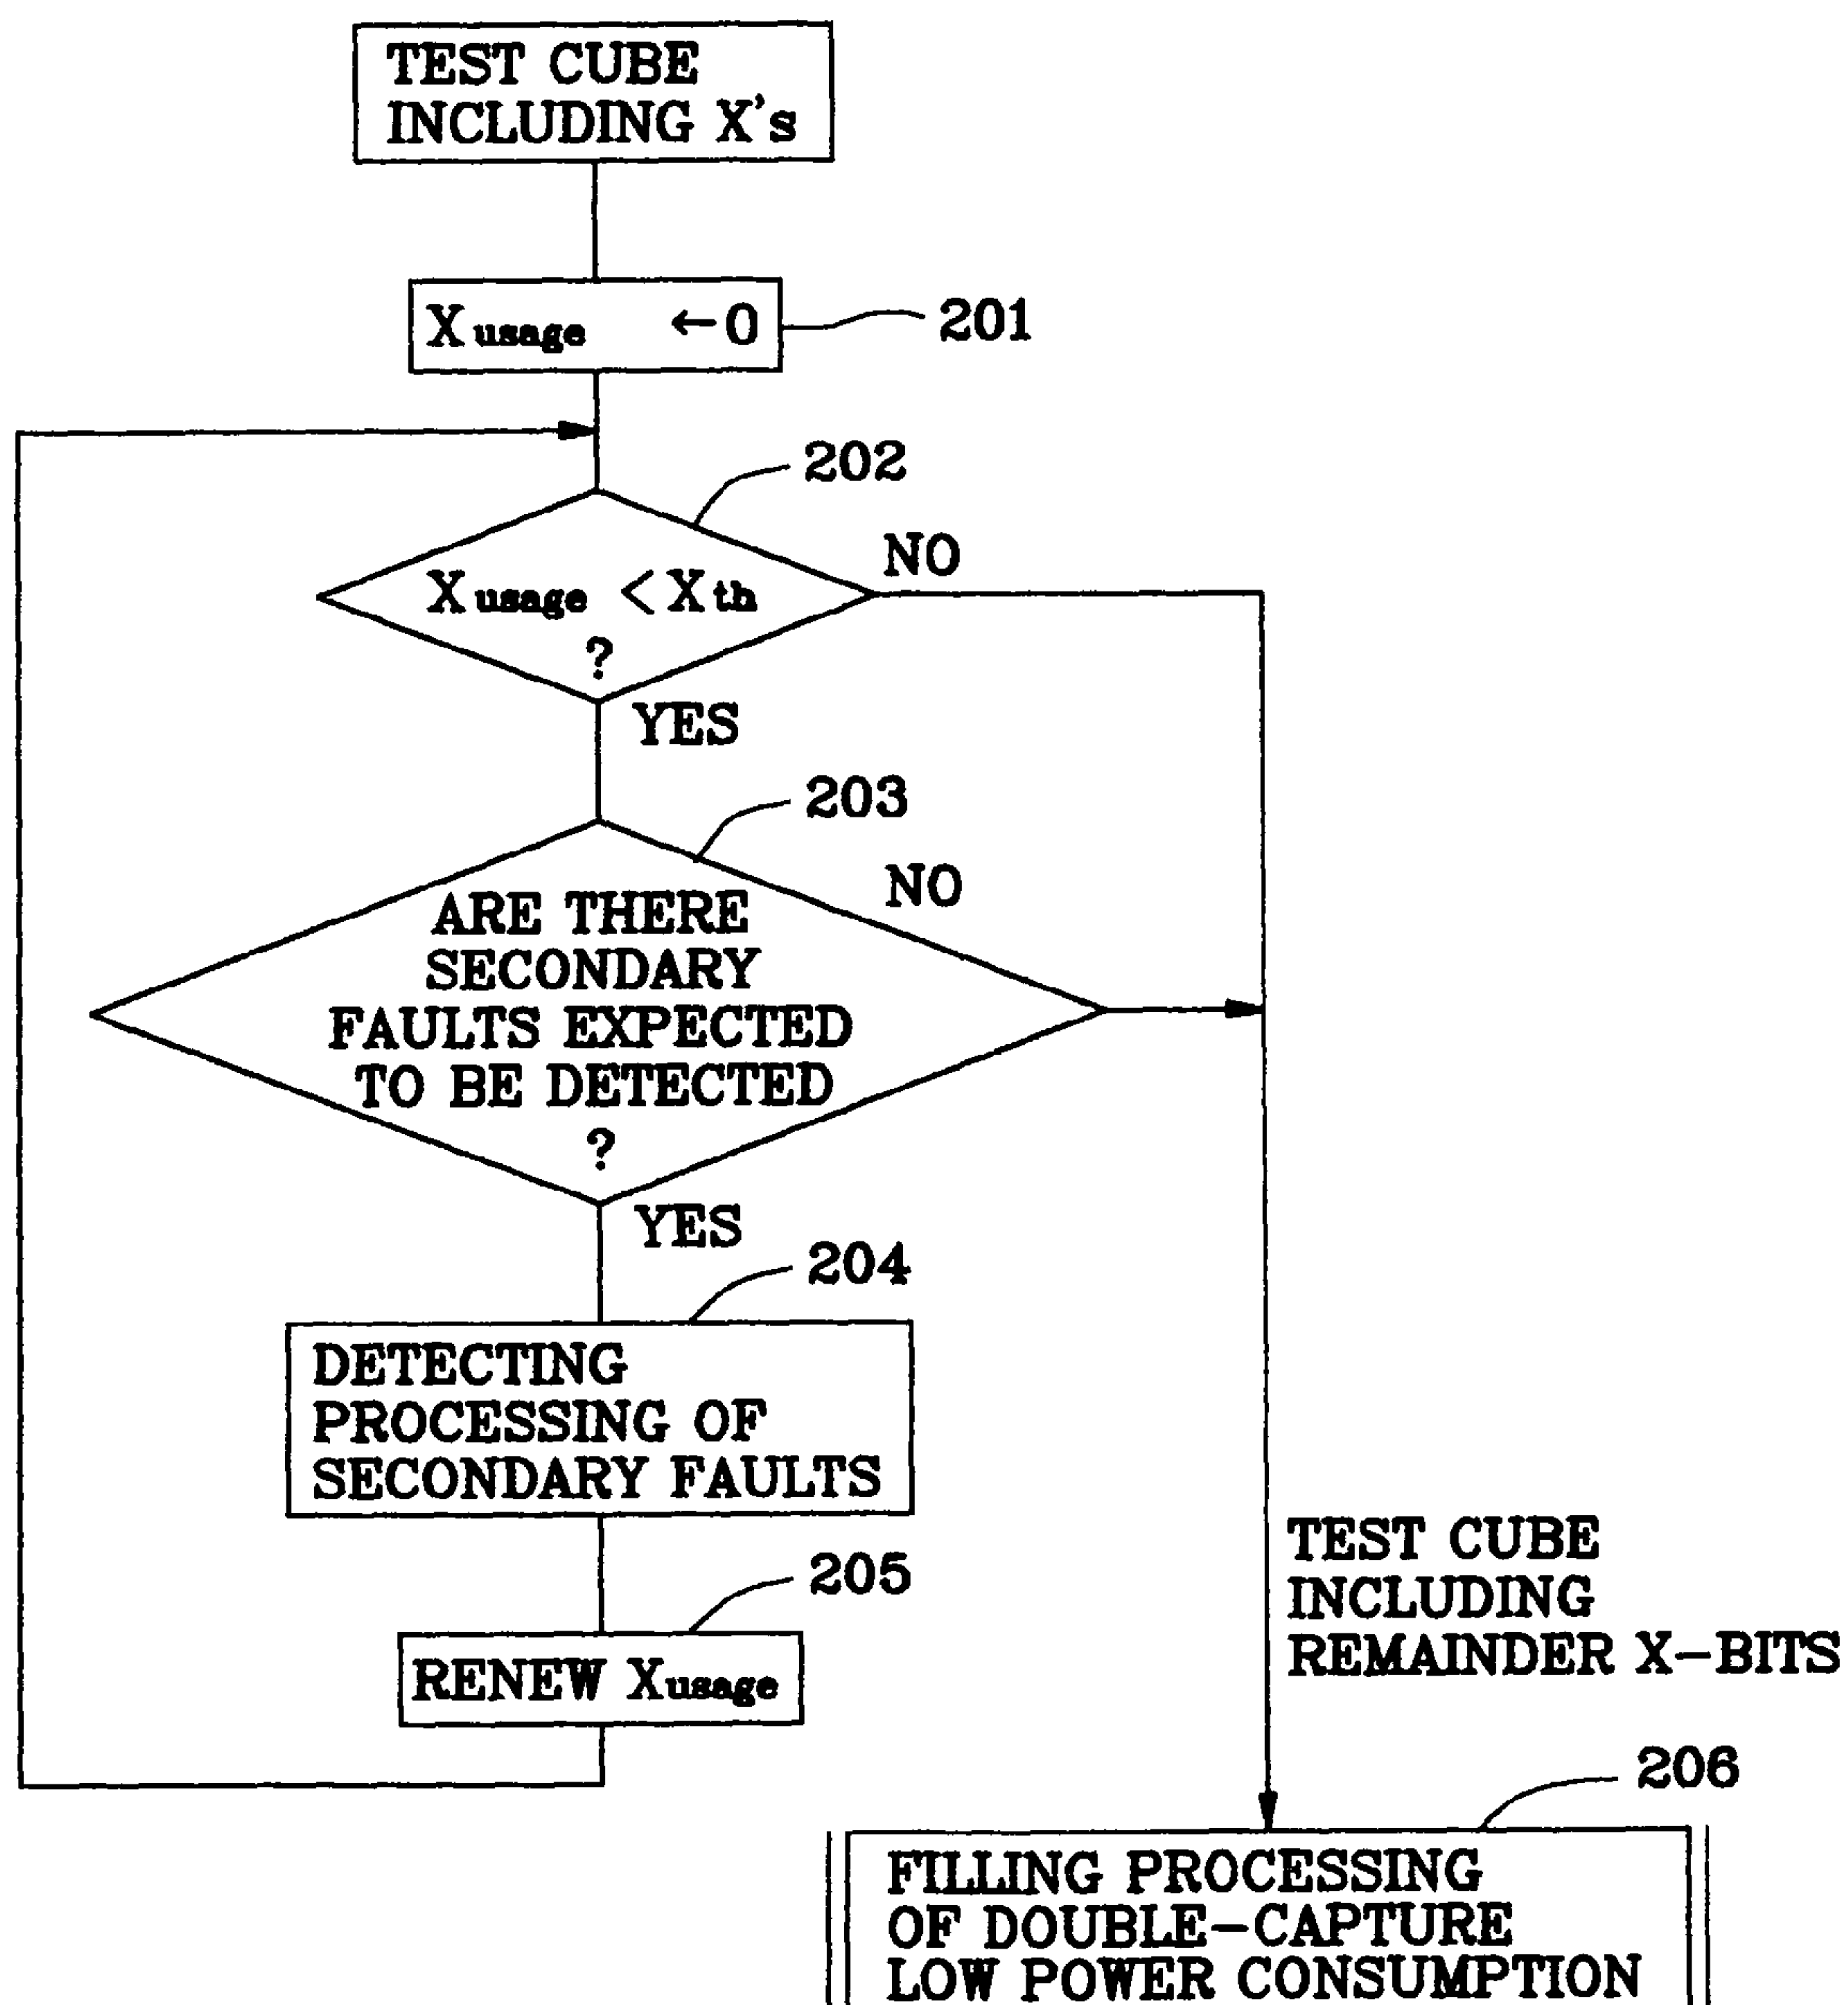 TEST CUBE
INCLUDING X's
Xusage ←0
201
202
NO
Xusage <Xth
?
YES
203
NO
ARE THERE
SECONDARY
FAULTS EXPECTED
TO BE DETECTED
?
YES
204
DETECTING
PROCESSING OF
SECONDARY FAULTS
205
RENEW Xusage
TEST CUBE
INCLUDING
REMAINDER X-BITS
206
FILLING PROCESSING
OF DOUBLE-CAPTURE
LOW POWER CONSUMPTION